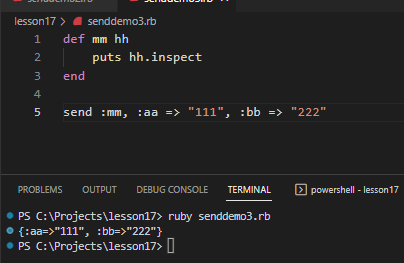 lesson17 > senddemo3.rb
1 def mm hh
2 puts hh.inspect
3 end
4
5 send :mm, :aa => "111", :bb => "222"
PROBLEMS OUTPUT DEBUG CONSOLE TERMINAL powershell - lesson17
PS C:\Projects\lesson17> ruby senddemo3.rb
{:aa=>"111", :bb=>"222"}
PS C:\Projects\lesson17>